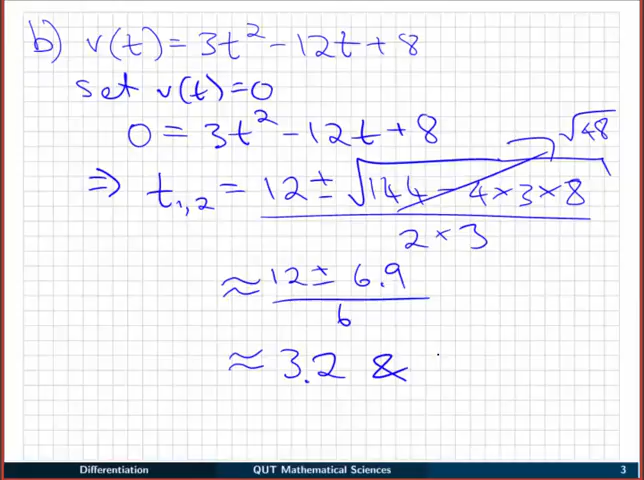 b) v(t) = 3t² - 12t + 8
set v(t) = 0
0 = 3t² - 12t + 8
√48
⇒ t₁,₂ = 12 ± √144 - 4 × 3 × 8
2 × 3
≈ 12 ± 6.9
6
≈ 3.2 &
Differentiation QUT Mathematical Sciences 3